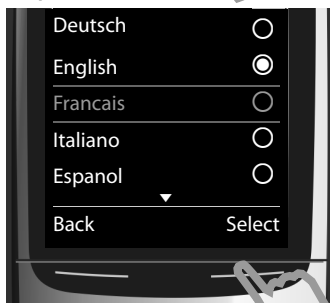 Deutsch
English
Francais
Italiano
Espanol
Back Select